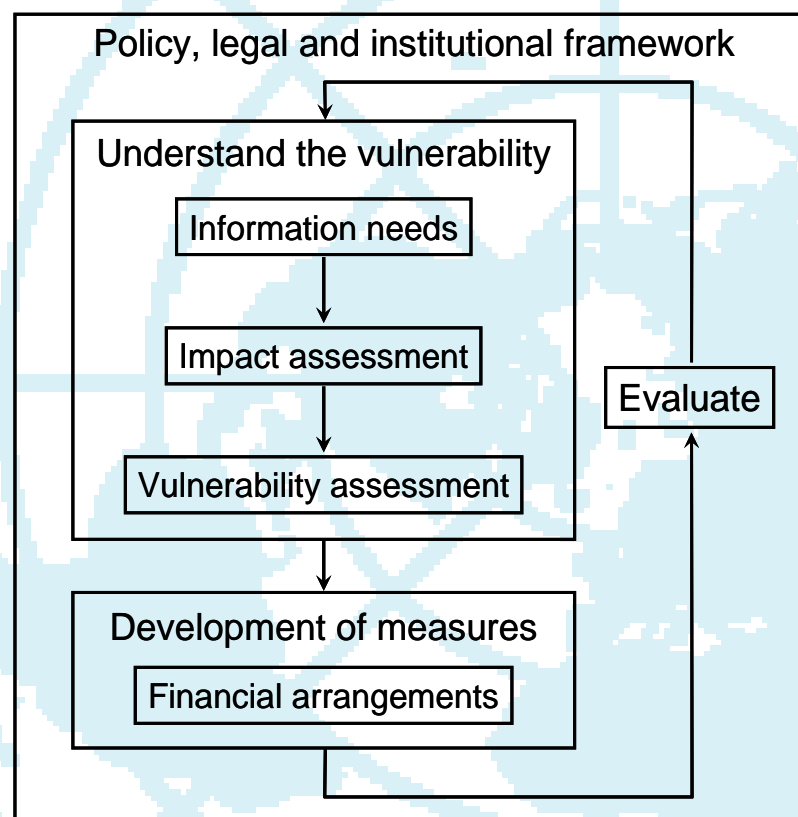 Policy, legal and institutional framework
Understand the vulnerability
Information needs
Impact assessment
Evaluate
Vulnerability assessment
Development of measures
Financial arrangements